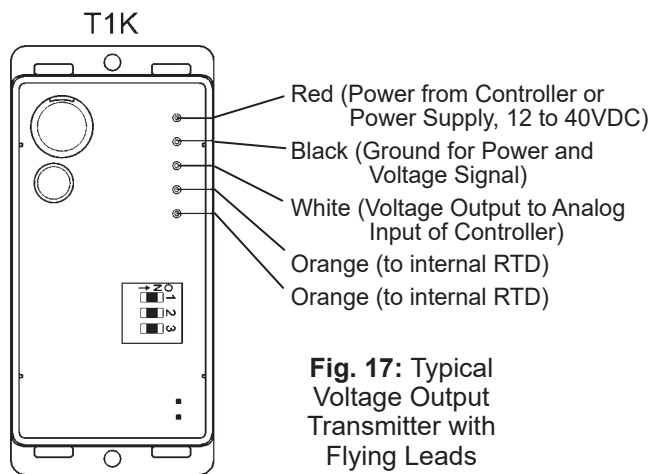 T1K
Red (Power from Controller or
Power Supply, 12 to 40VDC)
Black (Ground for Power and
Voltage Signal)
White (Voltage Output to Analog
Input of Controller)
Orange (to internal RTD)
Orange (to internal RTD)
ON →
1
2
3
Fig. 17: Typical
Voltage Output
Transmitter with
Flying Leads